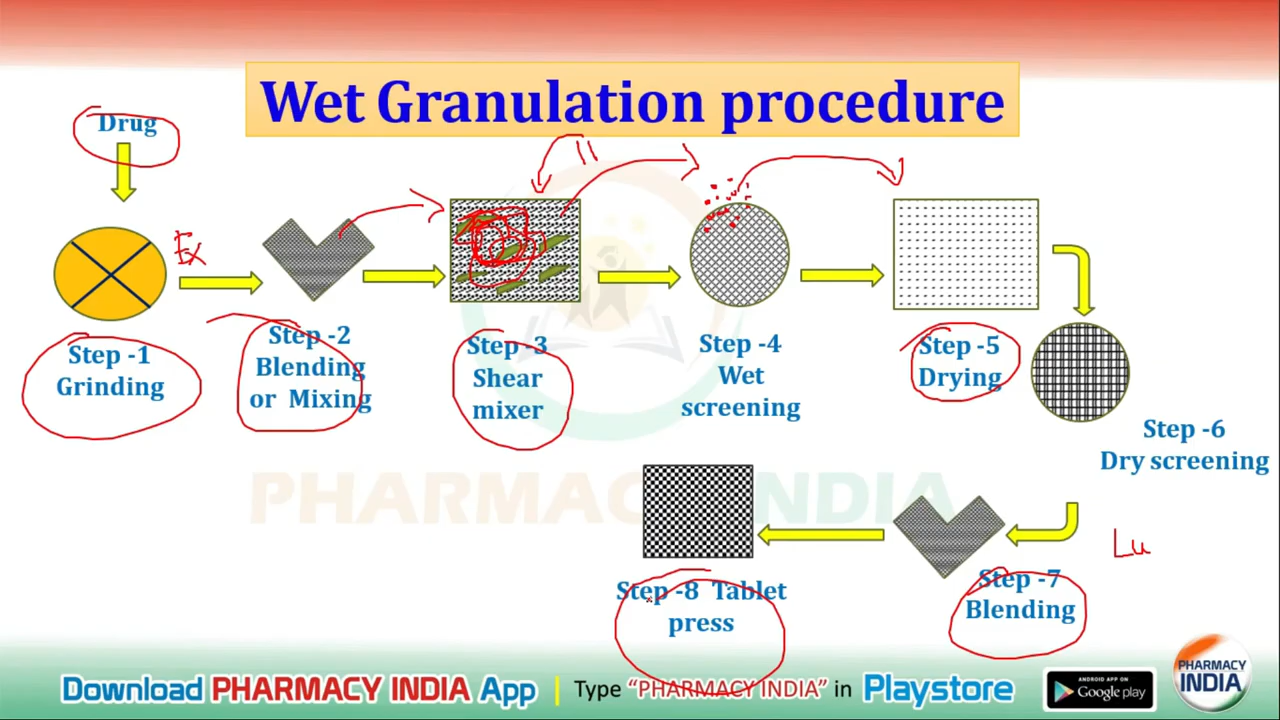 Wet Granulation procedure
Drug
Ex
Step -1
Grinding
Step -2
Blending
or Mixing
Step -3
Shear
mixer
Step -4
Wet
screening
Step -5
Drying
Step -6
Dry screening
Lu
Step -7
Blending
Step -8 Tablet
press
PHARMACY INDIA
Download PHARMACY INDIA App | Type “PHARMACY INDIA” in Playstore
ANDROID APP ON
Google play
PHARMACY
INDIA